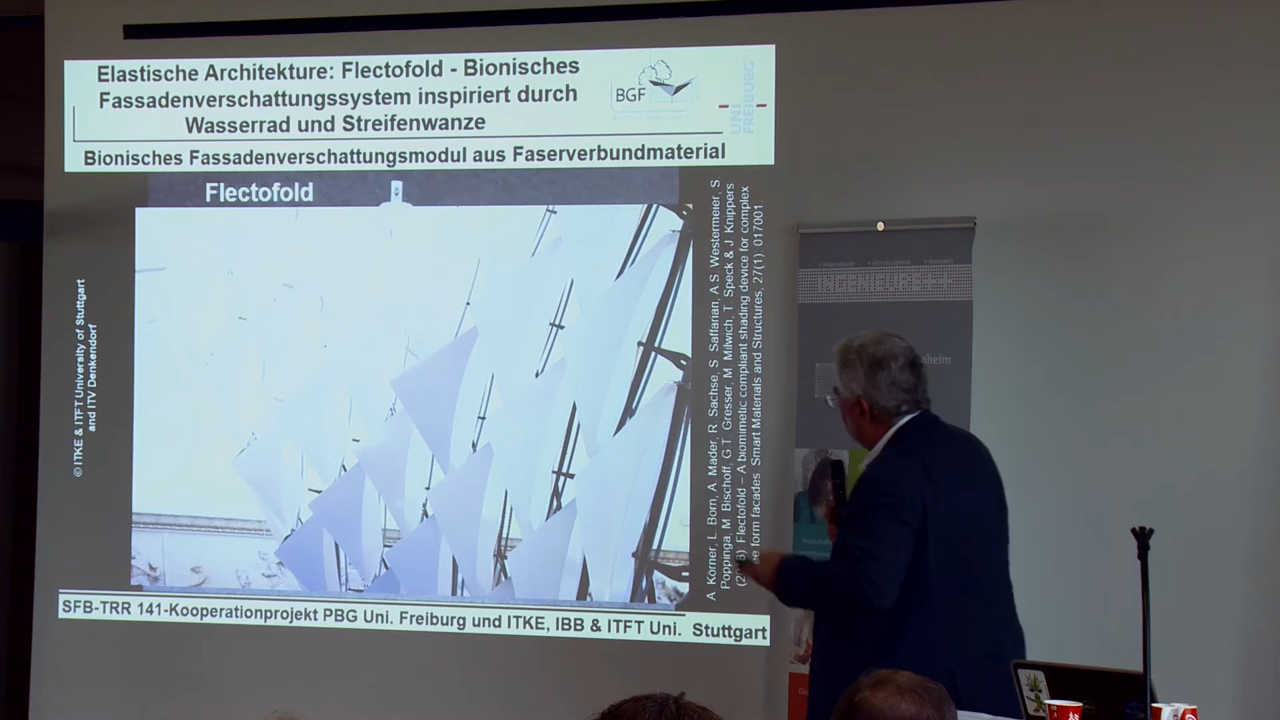 Elastische Architekture: Flectofold - Bionisches
Fassadenverschattungssystem inspiriert durch
Wasserrad und Streifenwanze
BGF
UNI
FREIBURG
Bionisches Fassadenverschattungsmodul aus Faserverbundmaterial
Flectofold
© ITKE & ITFT University of Stuttgart
and ITV Denkendorf
A Körner, L Born, A Mader, R Sachse, S Saffarian, A.S Westermeier, S
Poppinga, M. Bischoff, G T Gresser, M Milwich, T Speck & J Knippers
Flectofold – A biomimetic compliant shading device for complex
form facades Smart Materials and Structures, 27(1) 017001
SFB-TRR 141-Kooperationprojekt PBG Uni. Freiburg und ITKE, IBB & ITFT Uni. Stuttgart
INGENIEURE
nheim